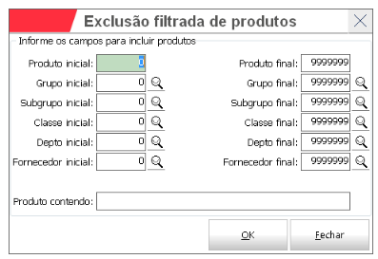 Exclusão filtrada de produtos
Informe os campos para incluir produtos
Produto inicial: 0 Produto final: 9999999
Grupo inicial: 0 Grupo final: 9999999
Subgrupo inicial: 0 Subgrupo final: 9999999
Classe inicial: 0 Classe final: 9999999
Depto inicial: 0 Depto final: 9999999
Fornecedor inicial: 0 Fornecedor final: 9999999
Produto contendo:
OK Fechar